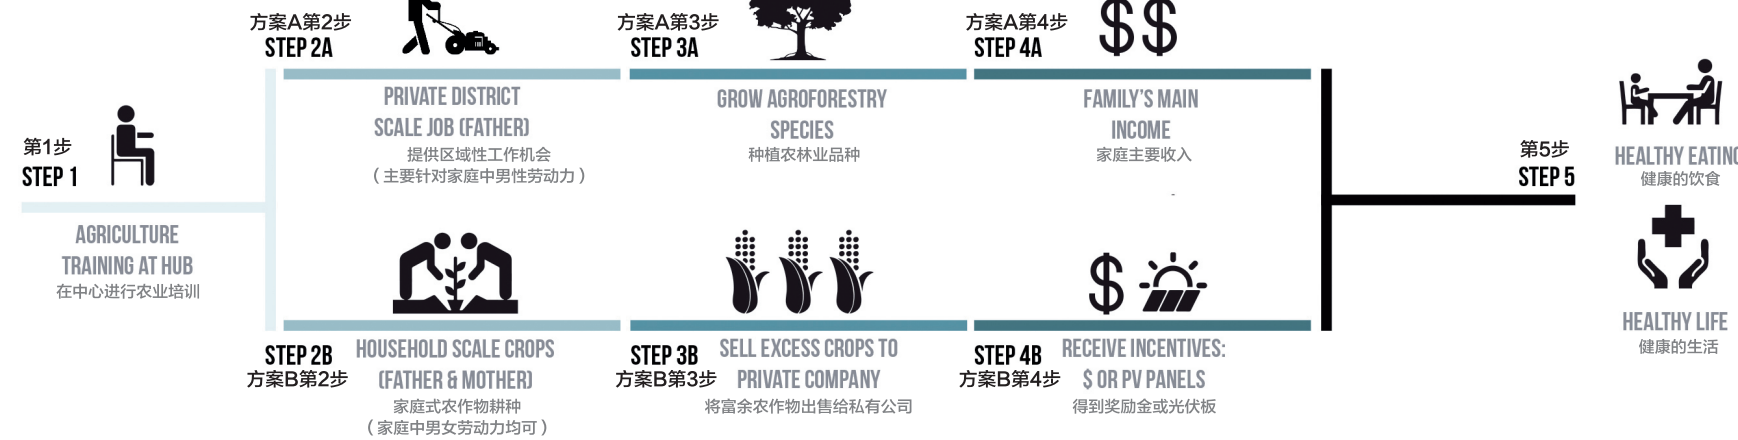 方案A第2步
STEP 2A
PRIVATE DISTRICT
SCALE JOB (FATHER)
提供区域性工作机会
（主要针对家庭中男性劳动力）
方案A第3步
STEP 3A
GROW AGROFORESTRY
SPECIES
种植农林业品种
方案A第4步
STEP 4A
$$
FAMILY'S MAIN
INCOME
家庭主要收入
第1步
STEP 1
AGRICULTURE
TRAINING AT HUB
在中心进行农业培训
STEP 2B
方案B第2步
HOUSEHOLD SCALE CROPS
(FATHER & MOTHER)
家庭式农作物耕种
（家庭中男女劳动力均可）
STEP 3B
方案B第3步
SELL EXCESS CROPS TO
PRIVATE COMPANY
将富余农作物出售给私有公司
$
STEP 4B
方案B第4步
RECEIVE INCENTIVES:
$ OR PV PANELS
得到奖励金或光伏板
第5步
STEP 5
HEALTHY EATING
健康的饮食
HEALTHY LIFE
健康的生活